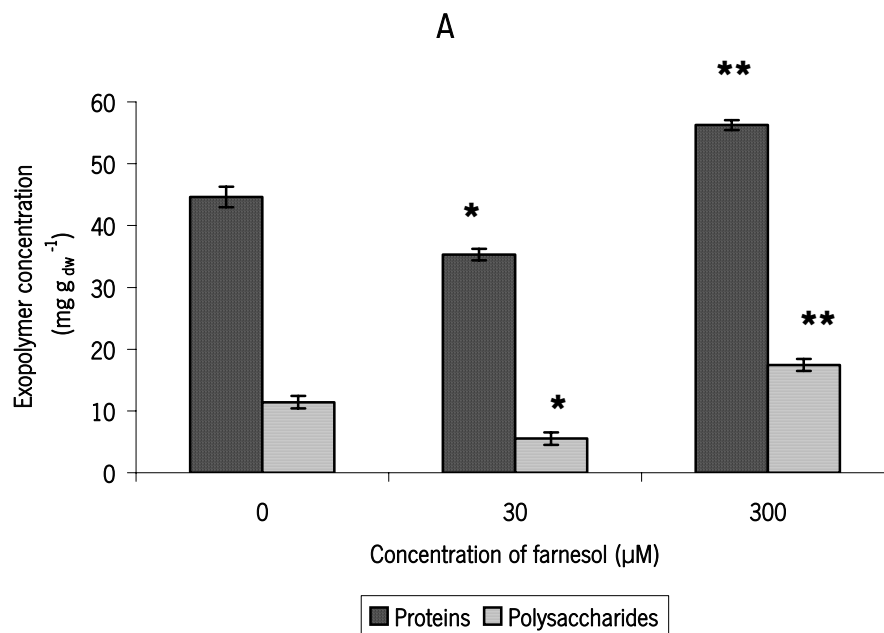 A
**
60
50
40
30
20
10
0
*
**
*
Exopolymer concentration
(mg g dw -1)
0 30 300
Concentration of farnesol (µM)
Proteins Polysaccharides